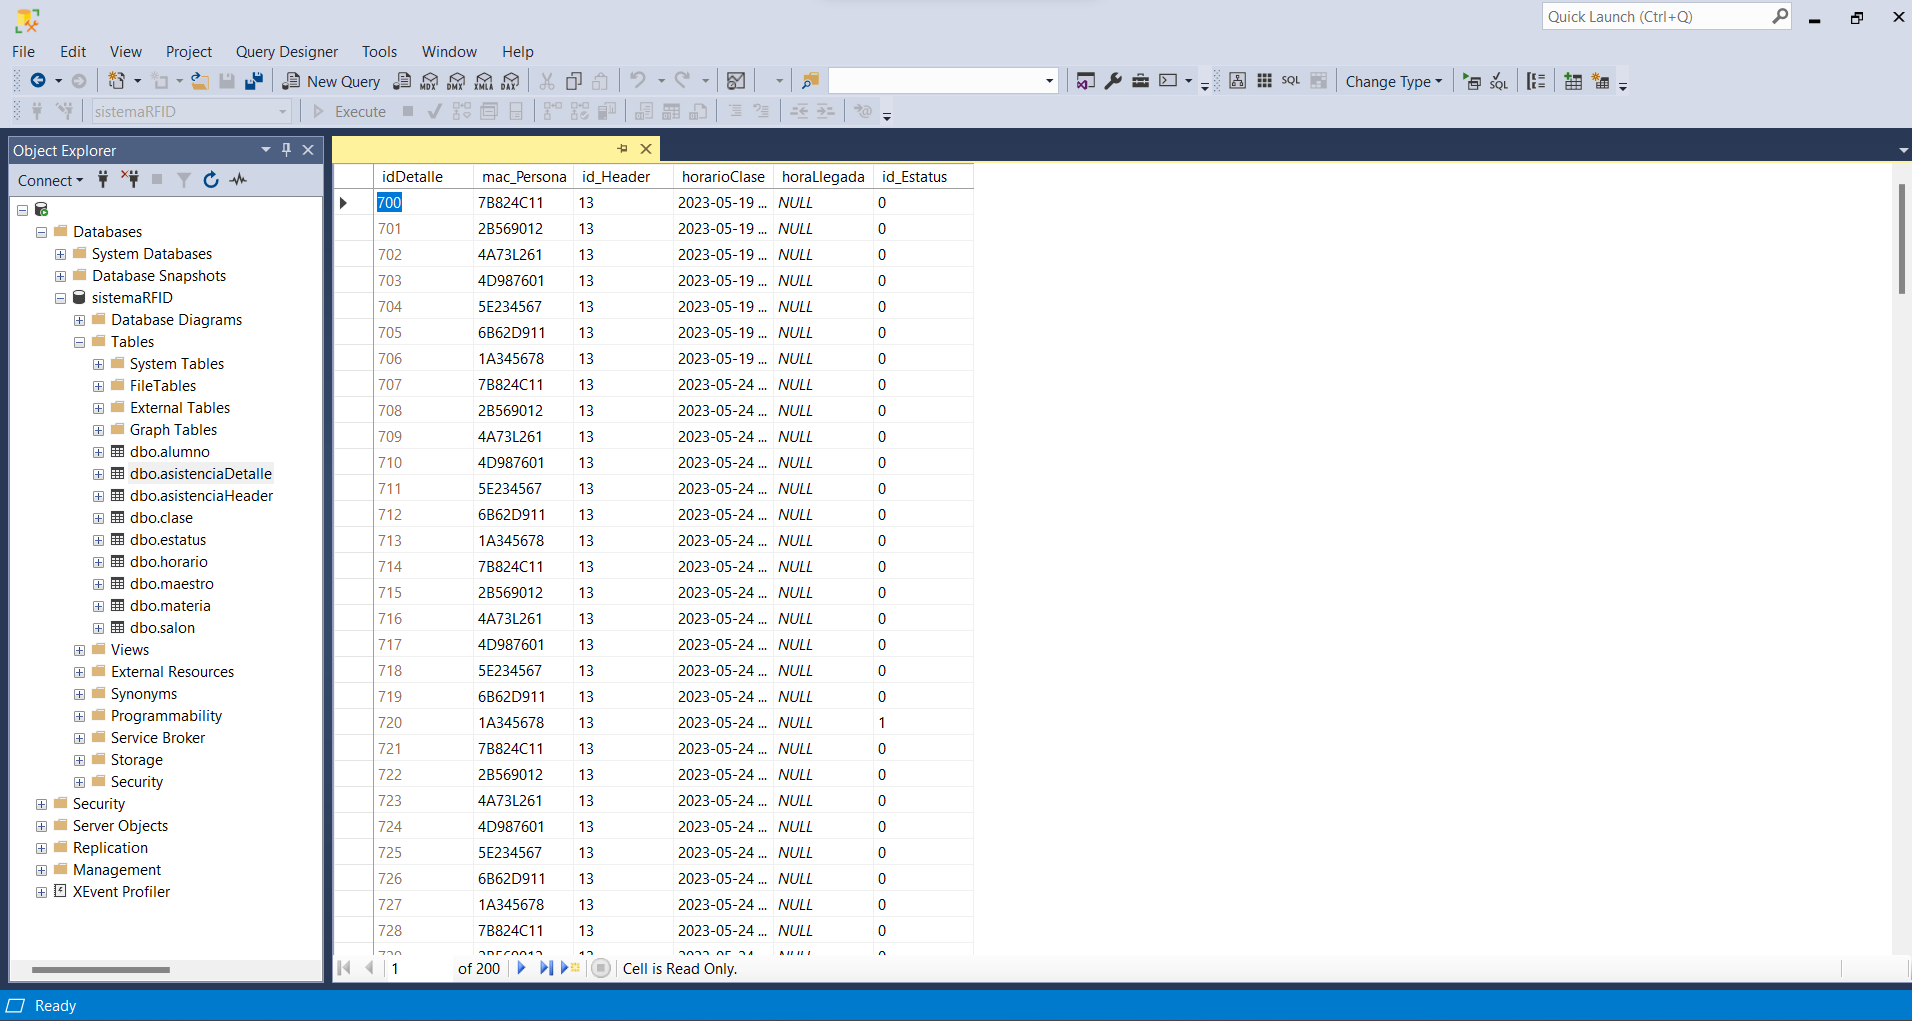 Quick Launch (Ctrl+Q)
File Edit View Project Query Designer Tools Window Help
New Query MDX DMX XMLA DAX SQL Change Type SQL
sistemaRFID Execute
Object Explorer
Connect
Databases
System Databases
Database Snapshots
sistemaRFID
Database Diagrams
Tables
System Tables
FileTables
External Tables
Graph Tables
dbo.alumno
dbo.asistenciaDetalle
dbo.asistenciaHeader
dbo.clase
dbo.estatus
dbo.horario
dbo.maestro
dbo.materia
dbo.salon
Views
External Resources
Synonyms
Programmability
Service Broker
Storage
Security
Security
Server Objects
Replication
Management
XEvent Profiler
idDetalle mac_Persona id_Header horarioClase horaLlegada id_Estatus
700 7B824C11 13 2023-05-19 ... NULL 0
701 2B569012 13 2023-05-19 ... NULL 0
702 4A73L261 13 2023-05-19 ... NULL 0
703 4D987601 13 2023-05-19 ... NULL 0
704 5E234567 13 2023-05-19 ... NULL 0
705 6B62D911 13 2023-05-19 ... NULL 0
706 1A345678 13 2023-05-19 ... NULL 0
707 7B824C11 13 2023-05-24 ... NULL 0
708 2B569012 13 2023-05-24 ... NULL 0
709 4A73L261 13 2023-05-24 ... NULL 0
710 4D987601 13 2023-05-24 ... NULL 0
711 5E234567 13 2023-05-24 ... NULL 0
712 6B62D911 13 2023-05-24 ... NULL 0
713 1A345678 13 2023-05-24 ... NULL 0
714 7B824C11 13 2023-05-24 ... NULL 0
715 2B569012 13 2023-05-24 ... NULL 0
716 4A73L261 13 2023-05-24 ... NULL 0
717 4D987601 13 2023-05-24 ... NULL 0
718 5E234567 13 2023-05-24 ... NULL 0
719 6B62D911 13 2023-05-24 ... NULL 0
720 1A345678 13 2023-05-24 ... NULL 1
721 7B824C11 13 2023-05-24 ... NULL 0
722 2B569012 13 2023-05-24 ... NULL 0
723 4A73L261 13 2023-05-24 ... NULL 0
724 4D987601 13 2023-05-24 ... NULL 0
725 5E234567 13 2023-05-24 ... NULL 0
726 6B62D911 13 2023-05-24 ... NULL 0
727 1A345678 13 2023-05-24 ... NULL 0
728 7B824C11 13 2023-05-24 ... NULL 0
1 of 200 Cell is Read Only.
Ready